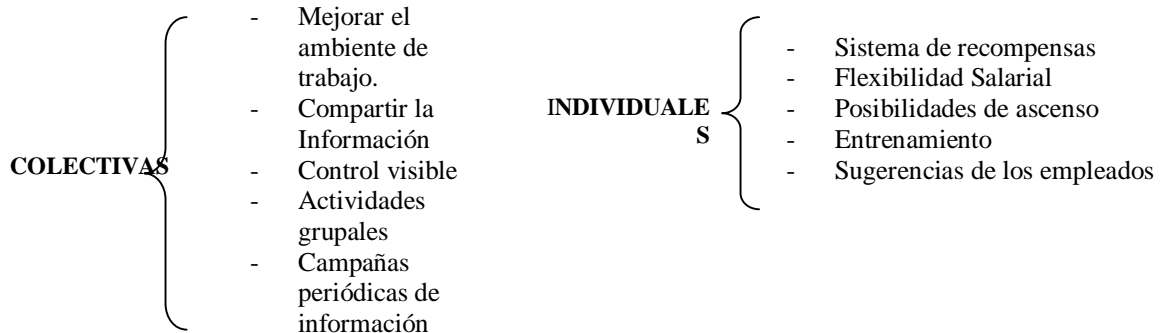 COLECTIVAS
- Mejorar el
ambiente de
trabajo.
- Compartir la
Información
- Control visible
- Actividades
grupales
- Campañas
periódicas de
información
INDIVIDUALE
S
- Sistema de recompensas
- Flexibilidad Salarial
- Posibilidades de ascenso
- Entrenamiento
- Sugerencias de los empleados